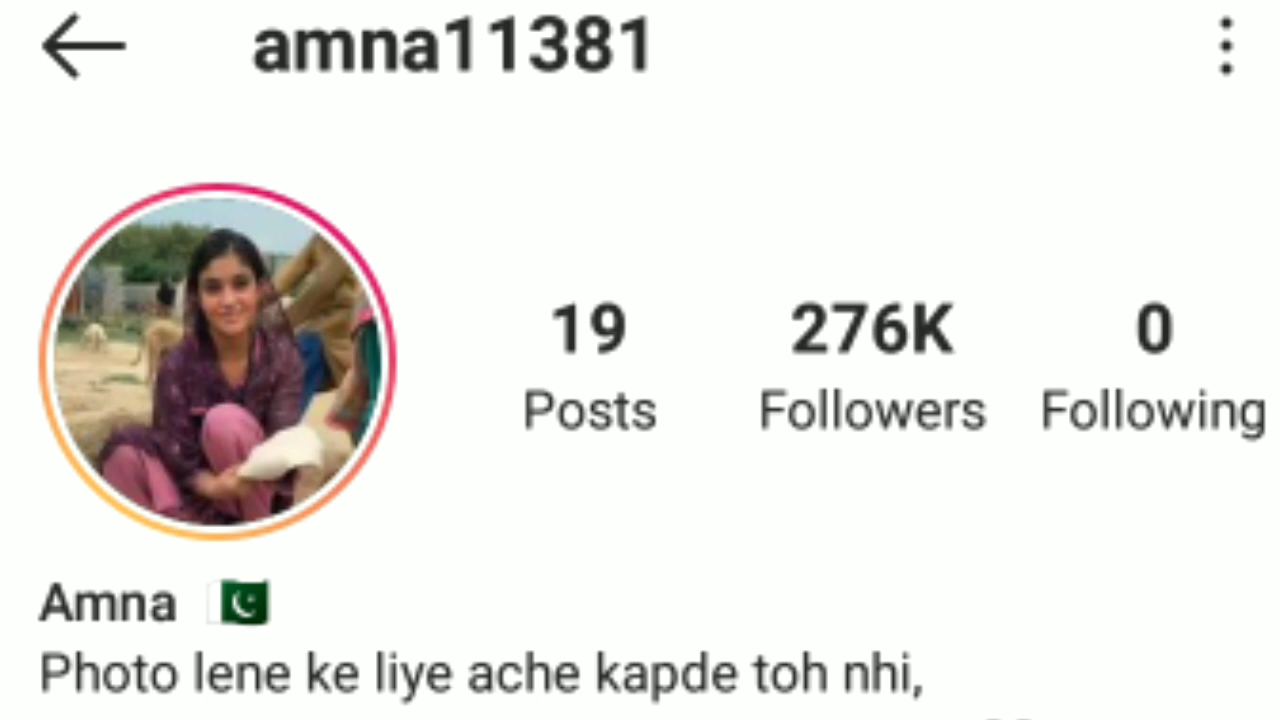 amna11381
19 276K 0
Posts Followers Following
Amna 🇵🇰
Photo lene ke liye ache kapde toh nhi,